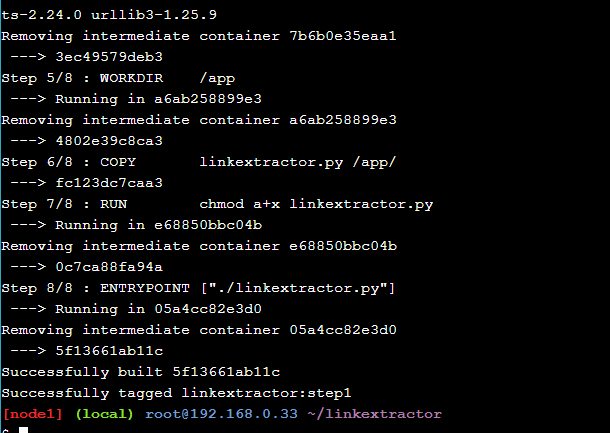 ts-2.24.0 urllib3-1.25.9
Removing intermediate container 7b6b0e35eaa1
 ---> 3ec49579deb3
Step 5/8 : WORKDIR    /app
 ---> Running in a6ab258899e3
Removing intermediate container a6ab258899e3
 ---> 4802e39c8ca3
Step 6/8 : COPY       linkextractor.py /app/
 ---> fc123dc7caa3
Step 7/8 : RUN        chmod a+x linkextractor.py
 ---> Running in e68850bbc04b
Removing intermediate container e68850bbc04b
 ---> 0c7ca88fa94a
Step 8/8 : ENTRYPOINT ["./linkextractor.py"]
 ---> Running in 05a4cc82e3d0
Removing intermediate container 05a4cc82e3d0
 ---> 5f13661ab11c
Successfully built 5f13661ab11c
Successfully tagged linkextractor:step1
[node1] (local) root@192.168.0.33 ~/linkextractor
$